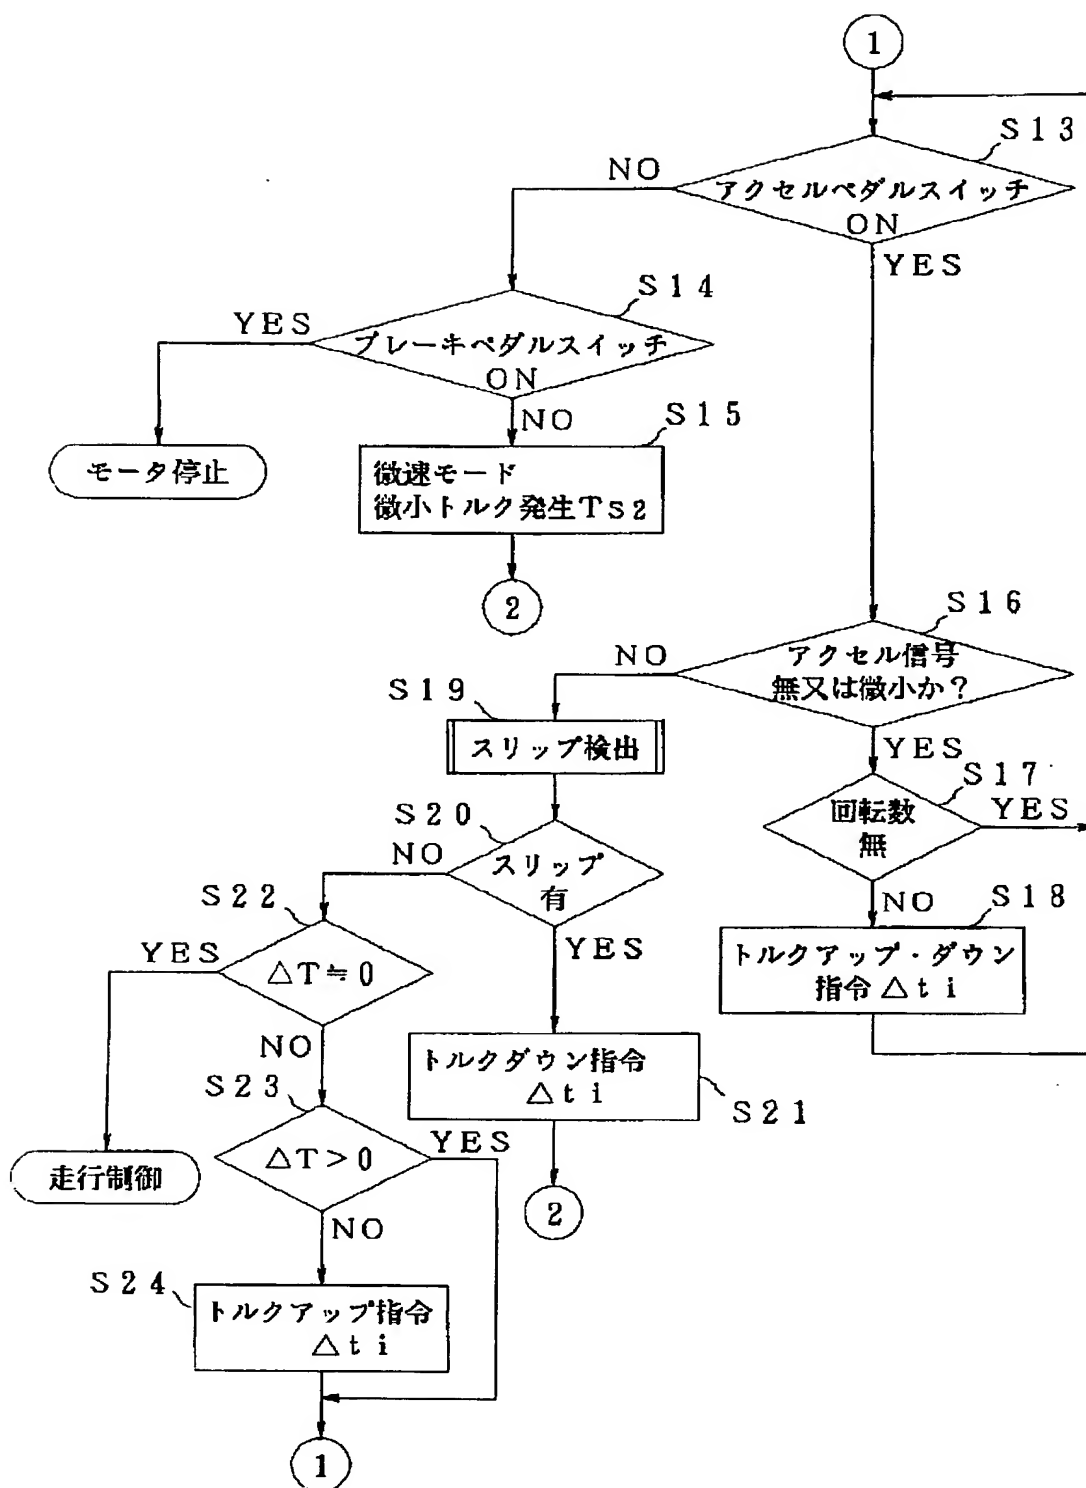 1
S13
NO
アクセルペダルスイッチ
ON
YES
S14
YES
ブレーキペダルスイッチ
ON
NO
S15
モータ停止
微速モード
微小トルク発生TS2
2
S16
NO
アクセル信号
無又は微小か?
S19
YES
スリップ検出
S17
回転数
無
YES
S20
NO
スリップ
有
S22
NO
S18
YES
YES
トルクアップ・ダウン
指令△ti
△T≒0
NO
トルクダウン指令
△ti
S23
S21
YES
△T>0
走行制御
2
NO
S24
トルクアップ指令
△ti
1